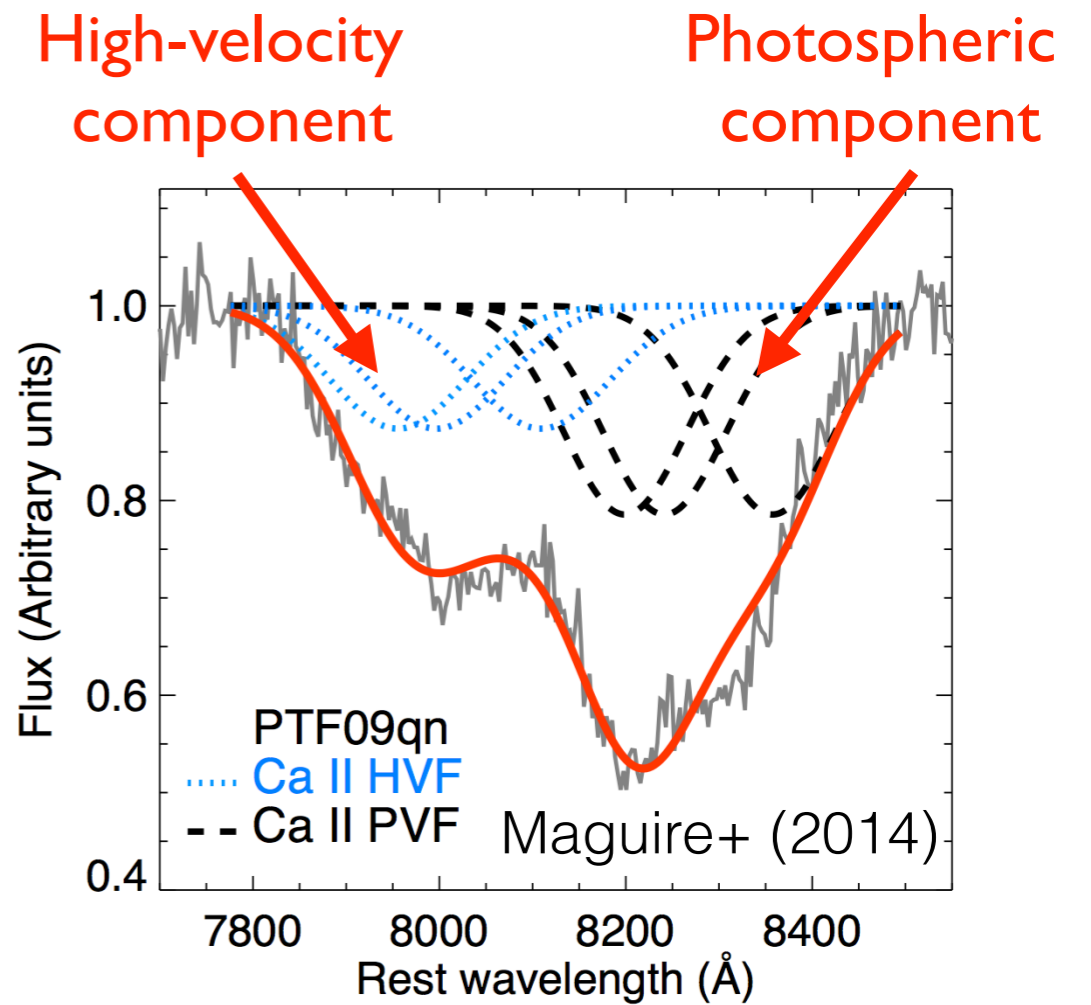 High-velocity
component
Photospheric
component
1.0
0.8
0.6
0.4
Flux (Arbitrary units)
PTF09qn
Ca II HVF
Ca II PVF
Maguire+ (2014)
7800 8000 8200 8400
Rest wavelength (Å)